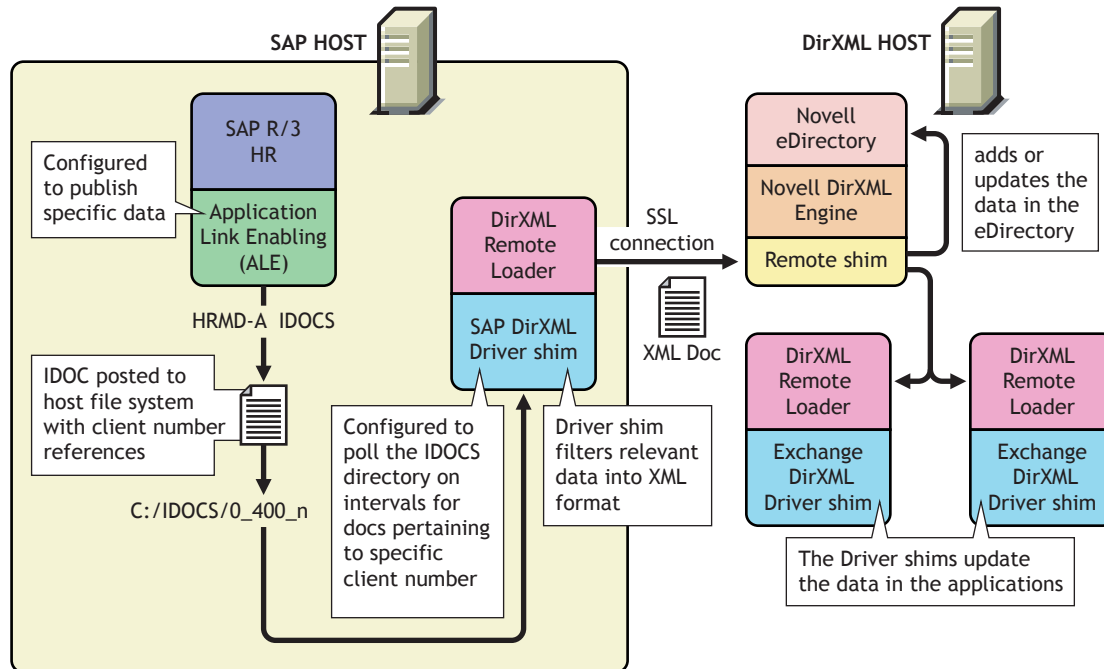 SAP HOST
DirXML HOST
SAP R/3
HR
Configured
to publish
specific data
Application
Link Enabling
(ALE)
HRMD-A IDOCS
IDOC posted to
host file system
with client number
references
C:/IDOCS/0_400_n
DirXML
Remote
Loader
SAP DirXML
Driver shim
Configured to
poll the IDOCS
directory on
intervals for
docs pertaining
to specific
client number
Driver shim
filters relevant
data into XML
format
SSL
connection
XML Doc
Novell
eDirectory
Novell DirXML
Engine
Remote shim
adds or
updates the
data in the
eDirectory
DirXML
Remote
Loader
Exchange
DirXML
Driver shim
DirXML
Remote
Loader
Exchange
DirXML
Driver shim
The Driver shims update
the data in the applications